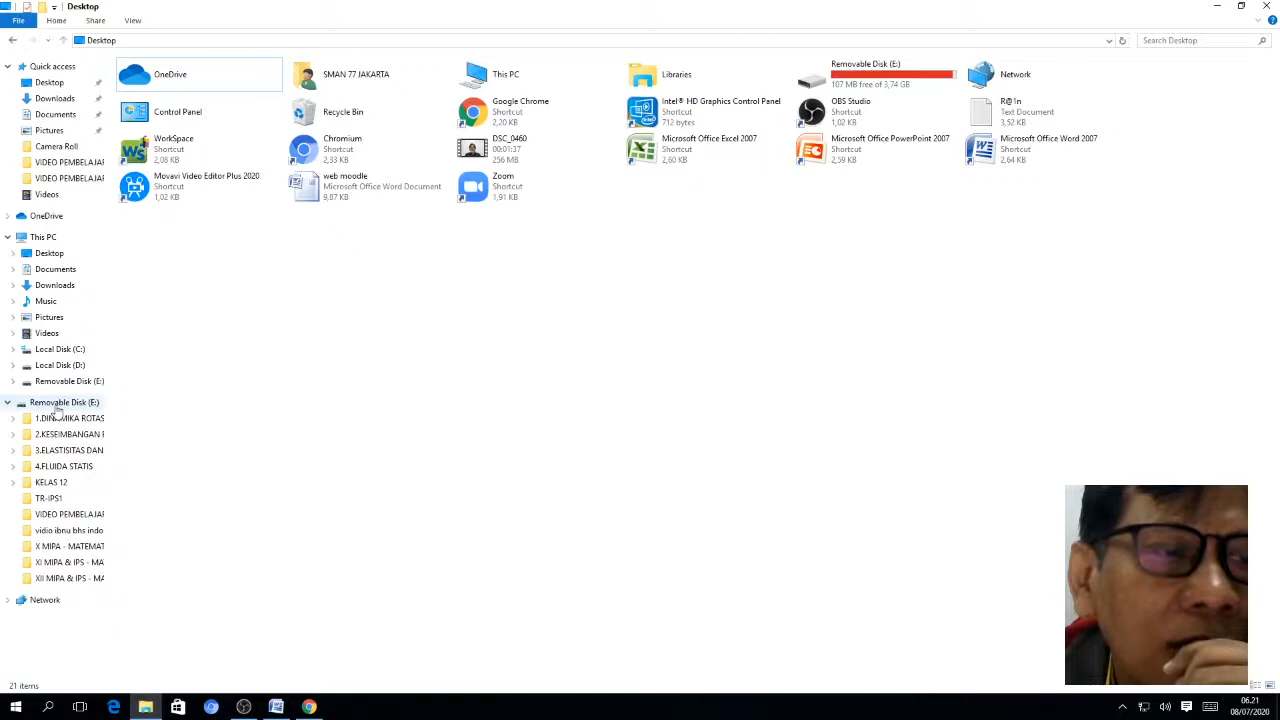 Desktop
File Home Share View
Desktop
Search Desktop
Quick access
Desktop
Downloads
Documents
Pictures
Camera Roll
VIDEO PEMBELAJAR
VIDEO PEMBELAJAR
Videos
OneDrive
This PC
Desktop
Documents
Downloads
Music
Pictures
Videos
Local Disk (C:)
Local Disk (D:)
Removable Disk (E:)
Removable Disk (E:)
1.DINAMIKA ROTAS
2.KESEIMBANGAN
3.ELASTISITAS DAN
4.FLUIDA STATIS
KELAS 12
TR-IPS1
VIDEO PEMBELAJAR
vidio ibnu bhs indo
X MIPA - MATEMAT
XI MIPA & IPS - MA
XII MIPA & IPS - MA
Network
OneDrive
SMAN 77 JAKARTA
This PC
Libraries
Removable Disk (E:)
107 MB free of 3,74 GB
Network
Control Panel
Recycle Bin
Google Chrome
Shortcut
2,20 KB
Intel® HD Graphics Control Panel
Shortcut
712 bytes
OBS Studio
Shortcut
1,02 KB
R@1n
Text Document
3,52 KB
WorkSpace
Shortcut
2,08 KB
Chromium
Shortcut
2,33 KB
DSC_0460
00:01:37
256 MB
Microsoft Office Excel 2007
Shortcut
2,60 KB
Microsoft Office PowerPoint 2007
Shortcut
2,59 KB
Microsoft Office Word 2007
Shortcut
2,64 KB
Movavi Video Editor Plus 2020
Shortcut
1,02 KB
web moodle
Microsoft Office Word Document
9,87 KB
Zoom
Shortcut
1,91 KB
21 items
06.21
08/07/2020